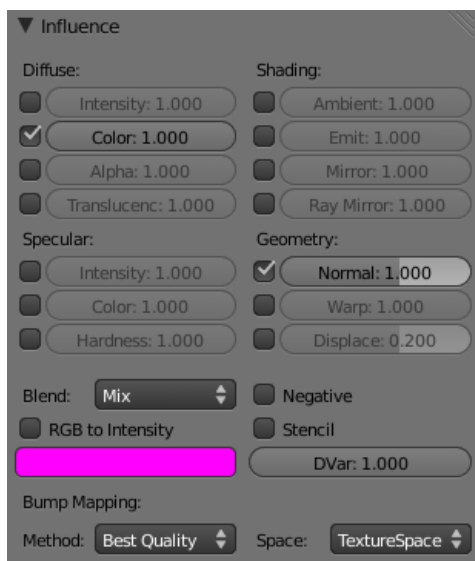 Influence
Diffuse: Shading:
Intensity: 1.000 Ambient: 1.000
Color: 1.000 Emit: 1.000
Alpha: 1.000 Mirror: 1.000
Translucenc: 1.000 Ray Mirror: 1.000
Specular: Geometry:
Intensity: 1.000 Normal: 1.000
Color: 1.000 Warp: 1.000
Hardness: 1.000 Displace: 0.200
Blend: Mix Negative
RGB to Intensity Stencil
DVar: 1.000
Bump Mapping:
Method: Best Quality Space: TextureSpace